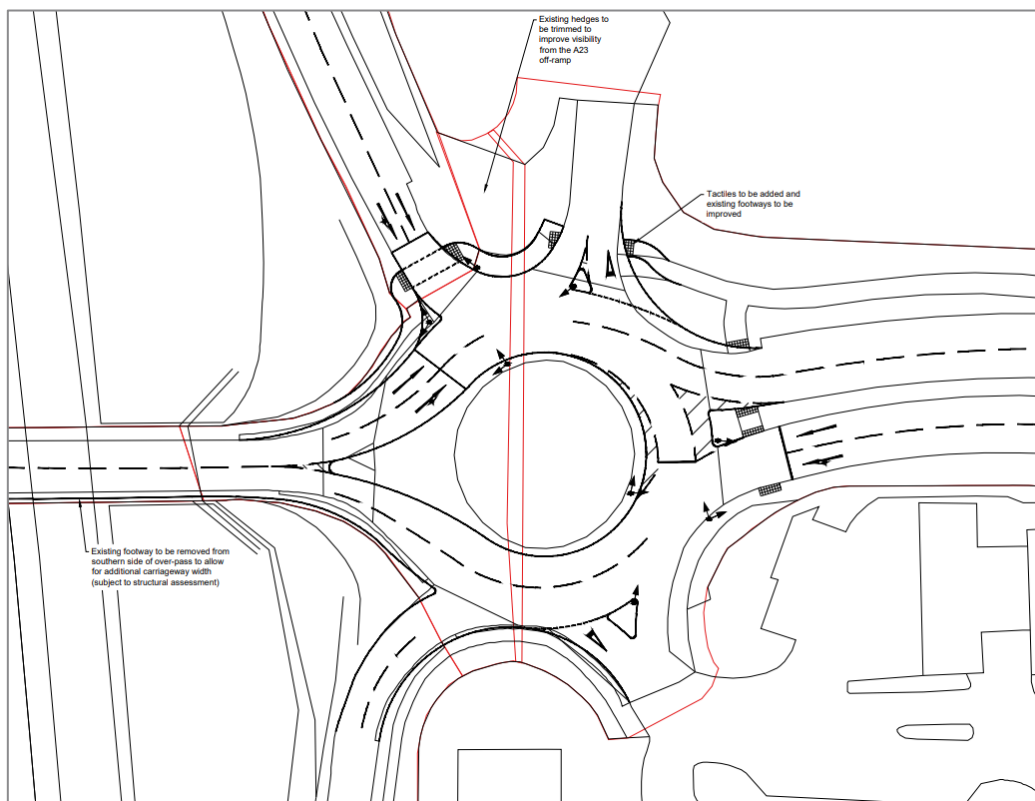 Existing hedges to
be trimmed to
improve visibility
from the A23
off-ramp
Tactiles to be added and
existing footways to be
improved
Existing footway to be removed from
southern side of over-pass to allow
for additional carriageway width
(subject to structural assessment)